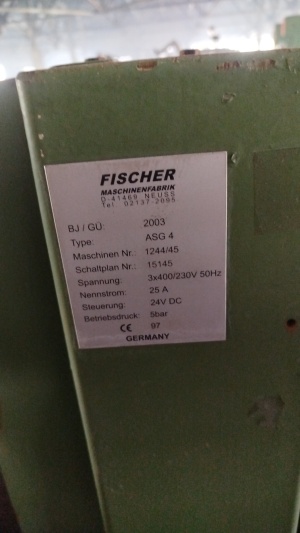 FISCHER
MASCHINENFABRIK
D-41469 NEUSS
Tel 02137-2095
BJ / GÜ: 2003
Type: ASG 4
Maschinen Nr.: 1244/45
Schaltplan Nr.: 15145
Spannung: 3x400/230V 50Hz
Nennstrom: 25 A
Steuerung: 24V DC
Betriebsdruck: 5bar
CE 97
GERMANY